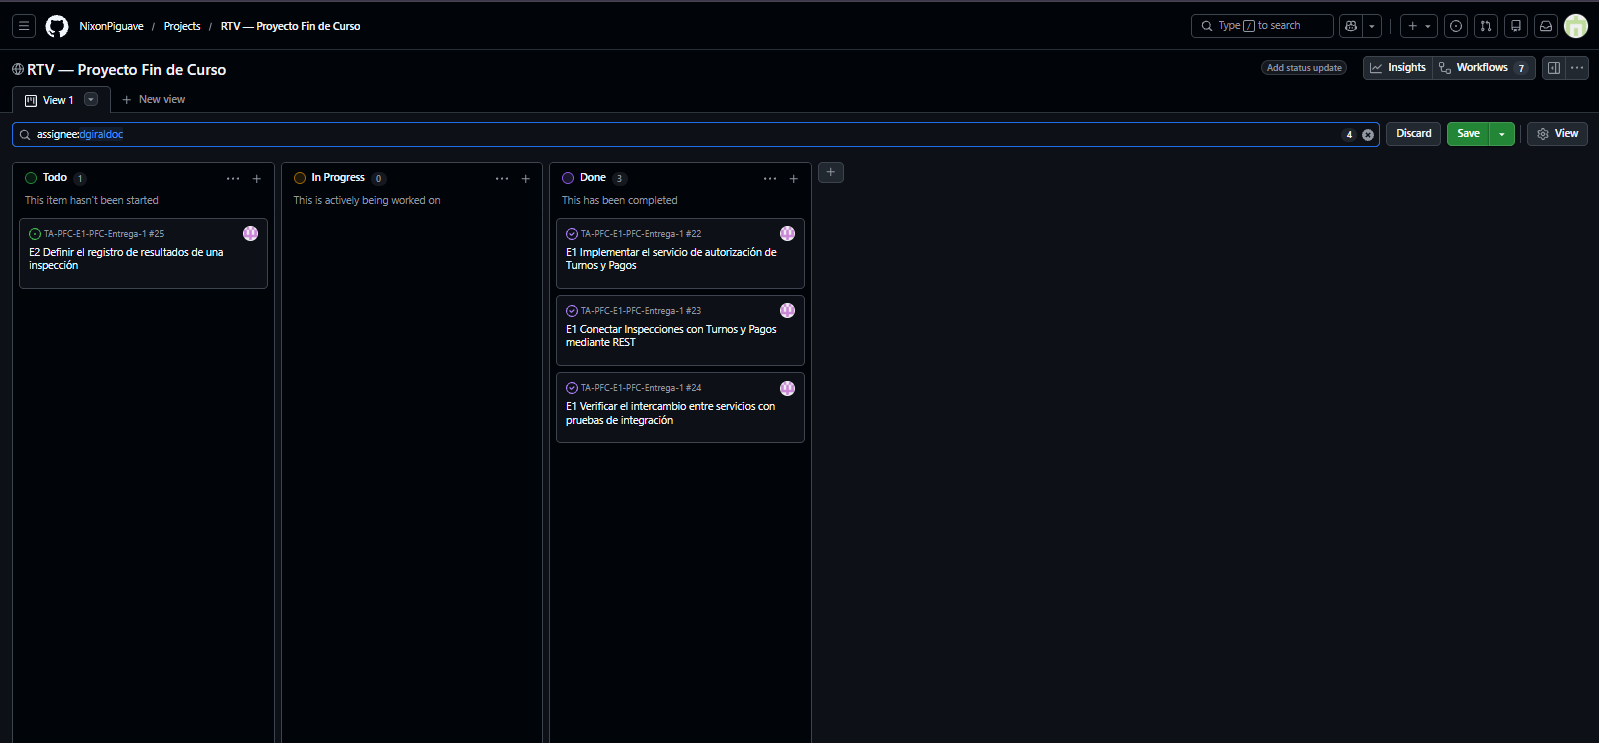 NixonPiguave / Projects / RTV — Proyecto Fin de Curso
Type / to search
RTV — Proyecto Fin de Curso
Add status update
Insights
Workflows 7
View 1
New view
assignee:dgiraldoc
4
Discard
Save
View
Todo 1
This item hasn't been started
TA-PFC-E1-PFC-Entrega-1 #25
E2 Definir el registro de resultados de una
inspección
In Progress 0
This is actively being worked on
Done 3
This has been completed
TA-PFC-E1-PFC-Entrega-1 #22
E1 Implementar el servicio de autorización de
Turnos y Pagos
TA-PFC-E1-PFC-Entrega-1 #23
E1 Conectar Inspecciones con Turnos y Pagos
mediante REST
TA-PFC-E1-PFC-Entrega-1 #24
E1 Verificar el intercambio entre servicios con
pruebas de integración